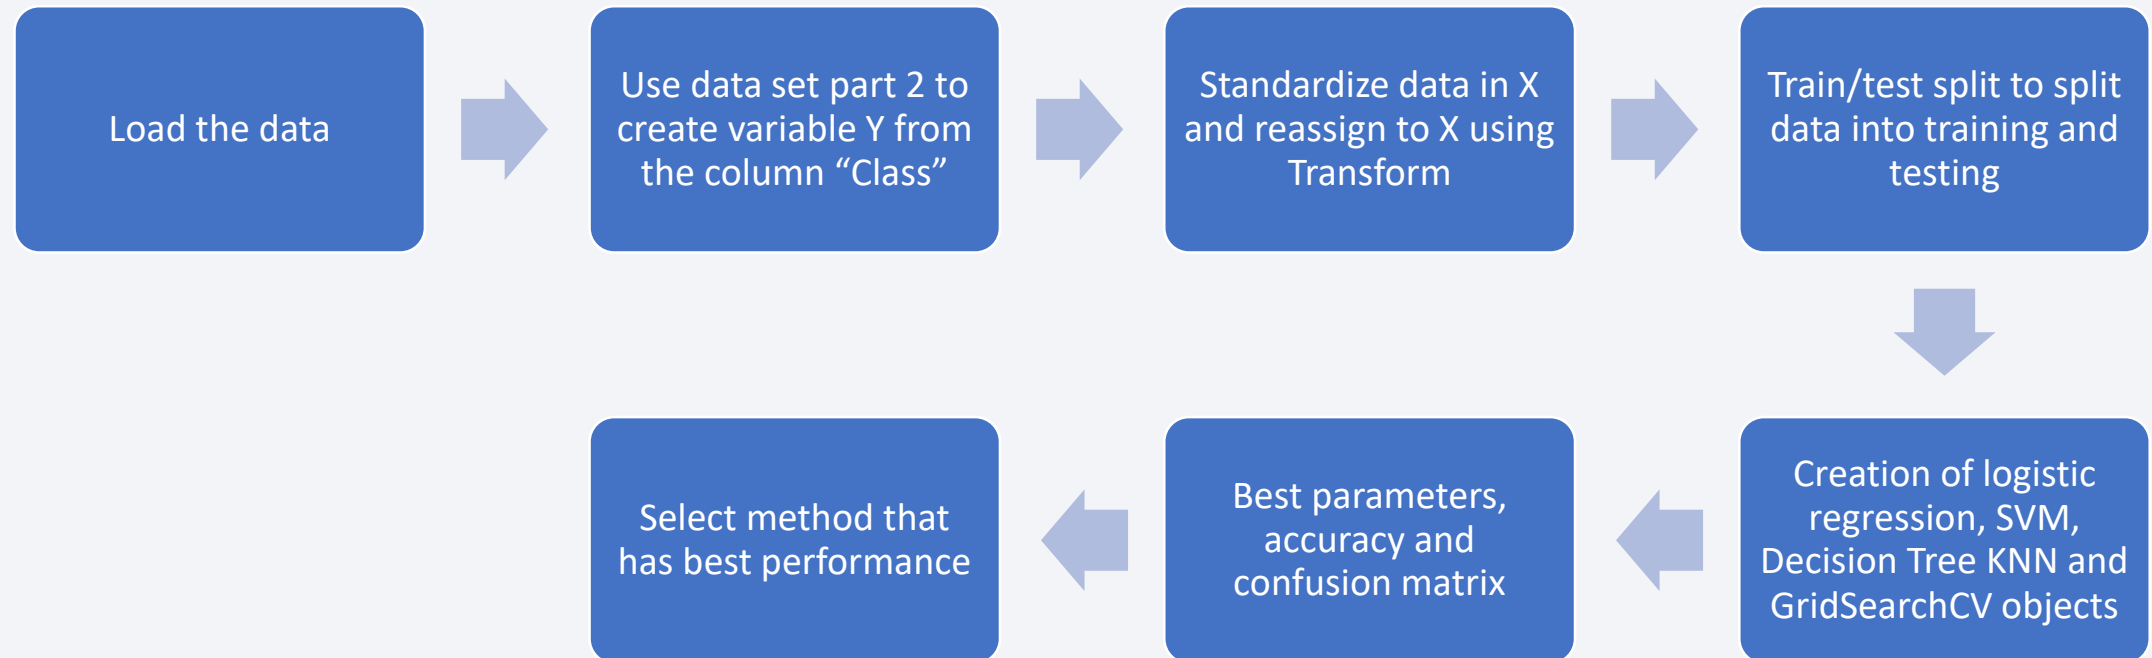 Load the data
Use data set part 2 to
create variable Y from
the column “Class”
Standardize data in X
and reassign to X using
Transform
Train/test split to split
data into training and
testing
Creation of logistic
regression, SVM,
Decision Tree KNN and
GridSearchCV objects
Best parameters,
accuracy and
confusion matrix
Select method that
has best performance